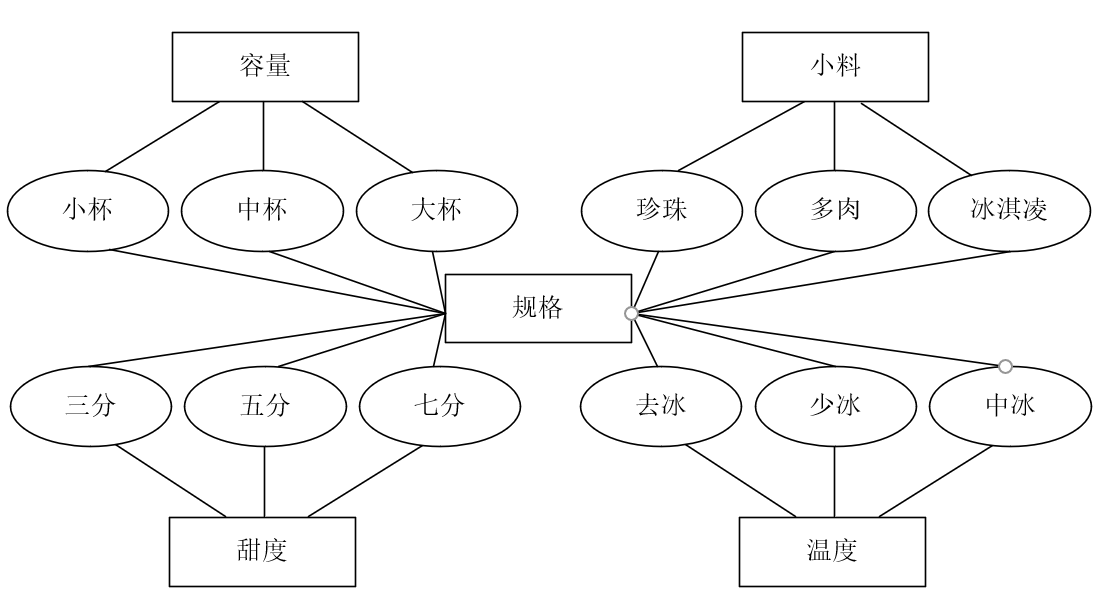 容量
小料
小杯
中杯
大杯
珍珠
多肉
冰淇凌
规格
三分
五分
七分
去冰
少冰
中冰
甜度
温度